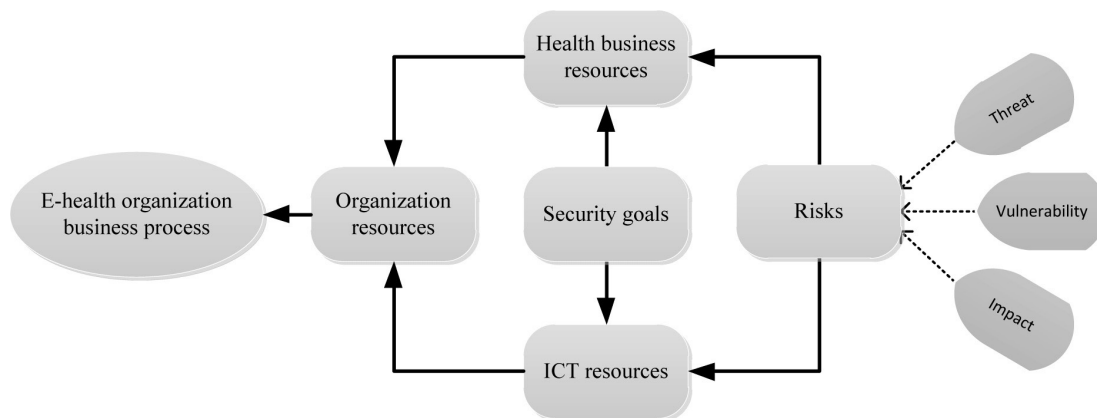 Health business
resources
Threat
E-health organization
business process
Organization
resources
Security goals
Risks
Vulnerability
Impact
ICT resources